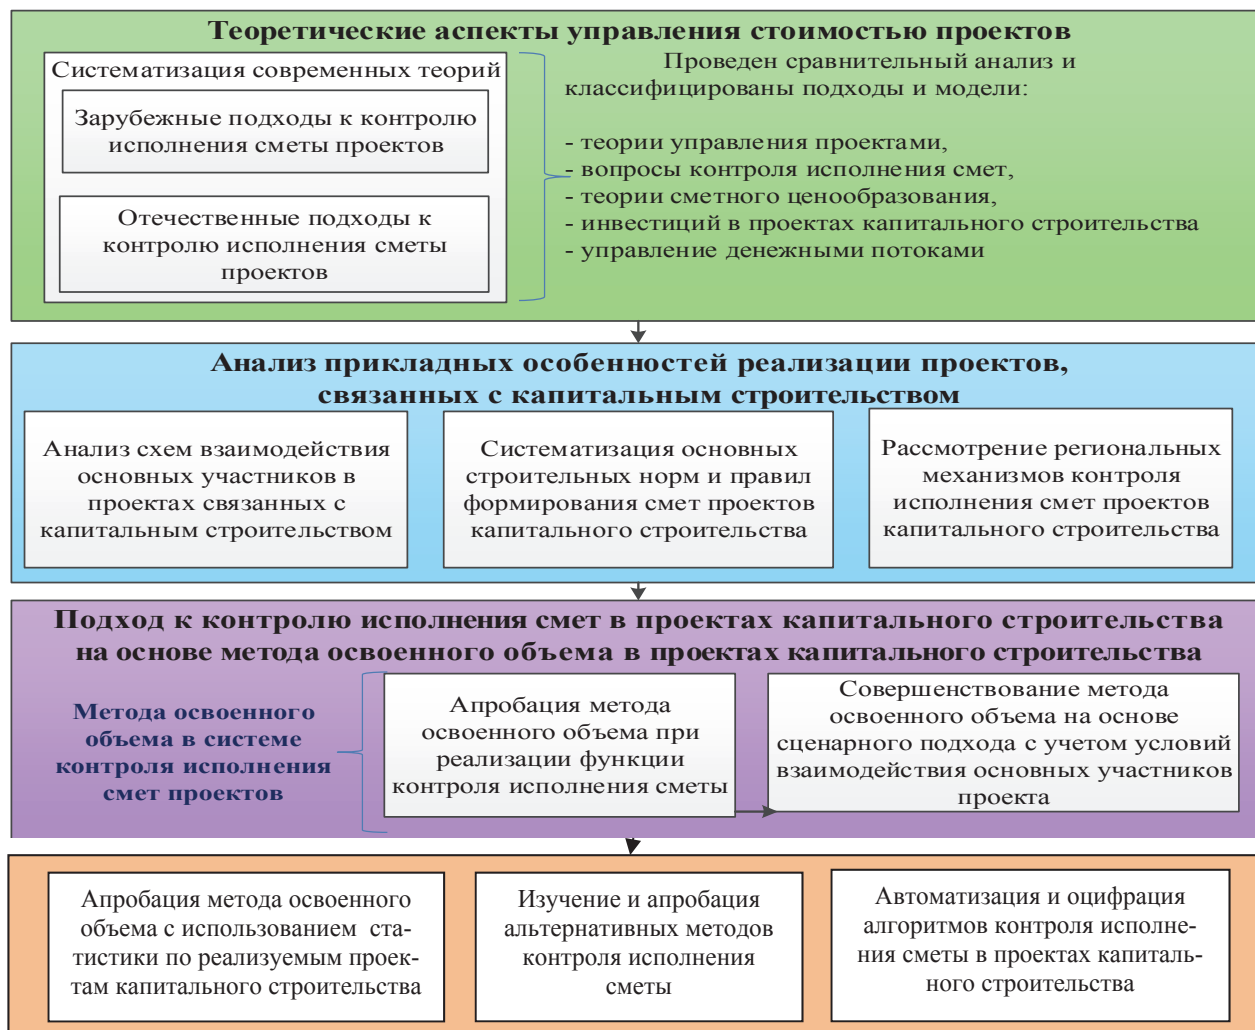 Теоретические аспекты управления стоимостью проектов
Систематизация современных теорий
Зарубежные подходы к контролю
исполнения сметы проектов
Отечественные подходы к
контролю исполнения сметы
проектов
Проведен сравнительный анализ и
классифицированы подходы и модели:
- теории управления проектами,
- вопросы контроля исполнения смет,
- теории сметного ценообразования,
- инвестиций в проектах капитального строительства
- управление денежными потоками
Анализ прикладных особенностей реализации проектов,
связанных с капитальным строительством
Анализ схем взаимодействия
основных участников в
проектах связанных с
капитальным строительством
Систематизация основных
строительных норм и правил
формирования смет проектов
капитального строительства
Рассмотрение региональных
механизмов контроля
исполнения смет проектов
капитального строительства
Подход к контролю исполнения смет в проектах капитального строительства
на основе метода освоенного объема в проектах капитального строительства
Метода освоенного
объема в системе
контроля исполнения
смет проектов
Апробация метода
освоенного объема при
реализации функции
контроля исполнения сметы
Совершенствование метода
освоенного объема на основе
сценарного подхода с учетом условий
взаимодействия основных участников
проекта
Апробация метода освоенного
объема с использованием ста-
тистики по реализуемым проек-
там капитального строительства
Изучение и апробация
альтернативных методов
контроля исполнения
сметы
Автоматизация и оцифрация
алгоритмов контроля исполне-
ния сметы в проектах капиталь-
ного строительства